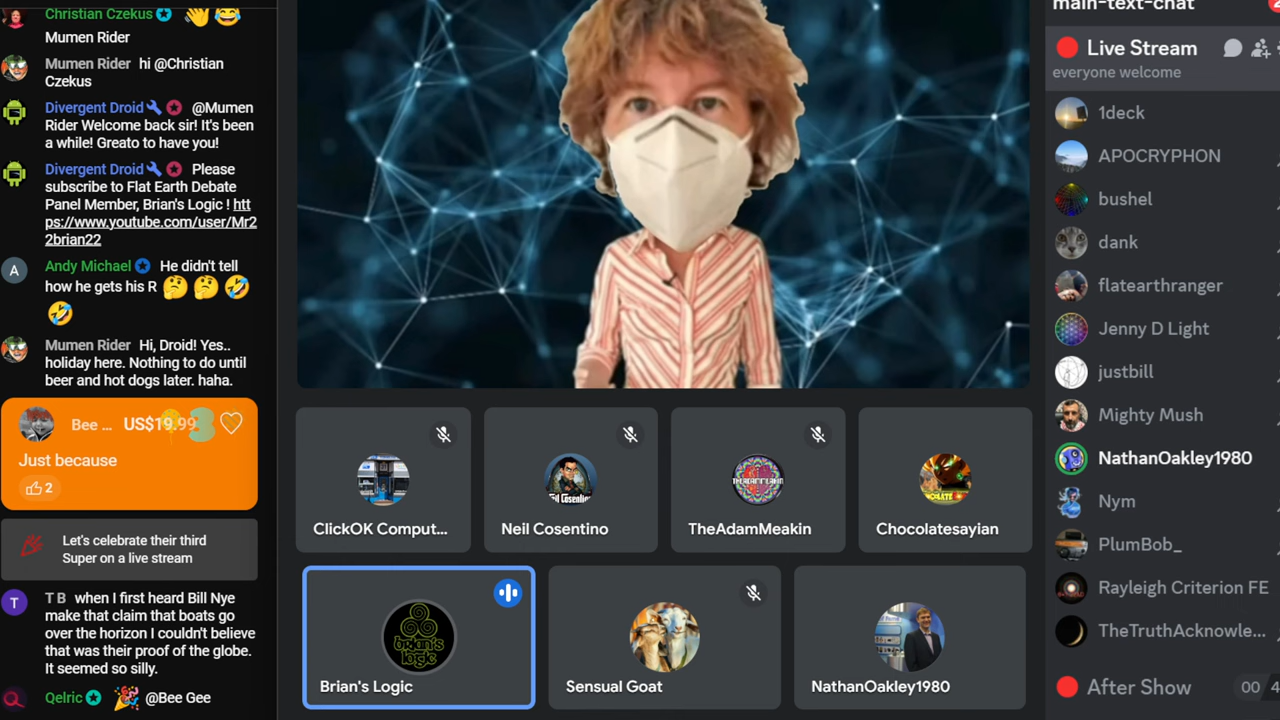 Christian Czekus
Mumen Rider
Mumen Rider hi @Christian
Czekus
Divergent Droid @Mumen
Rider Welcome back sir! It's been
a while! Greato to have you!
Divergent Droid Please
subscribe to Flat Earth Debate
Panel Member, Brian's Logic ! htt
ps://www.youtube.com/user/Mr2
2brian22
A
Andy Michael He didn't tell
how he gets his R
Mumen Rider Hi, Droid! Yes..
holiday here. Nothing to do until
beer and hot dogs later. haha.
Bee ... US$19.99
Just because
2
Let's celebrate their third
Super on a live stream
T
T B when I first heard Bill Nye
make that claim that boats go
over the horizon I couldn't believe
that was their proof of the globe.
It seemed so silly.
Qelric @Bee Gee
ClickOK Comput...
Neil Cosentino
TheAdamMeakin
Chocolatesayian
brian's
logic
Brian's Logic
Sensual Goat
NathanOakley1980
main-text-chat
Live Stream
everyone welcome
1deck
APOCRYPHON
bushel
dank
flatearthranger
Jenny D Light
justbill
Mighty Mush
NathanOakley1980
Nym
PlumBob_
Rayleigh Criterion FE
TheTruthAcknowle...
After Show 00 4